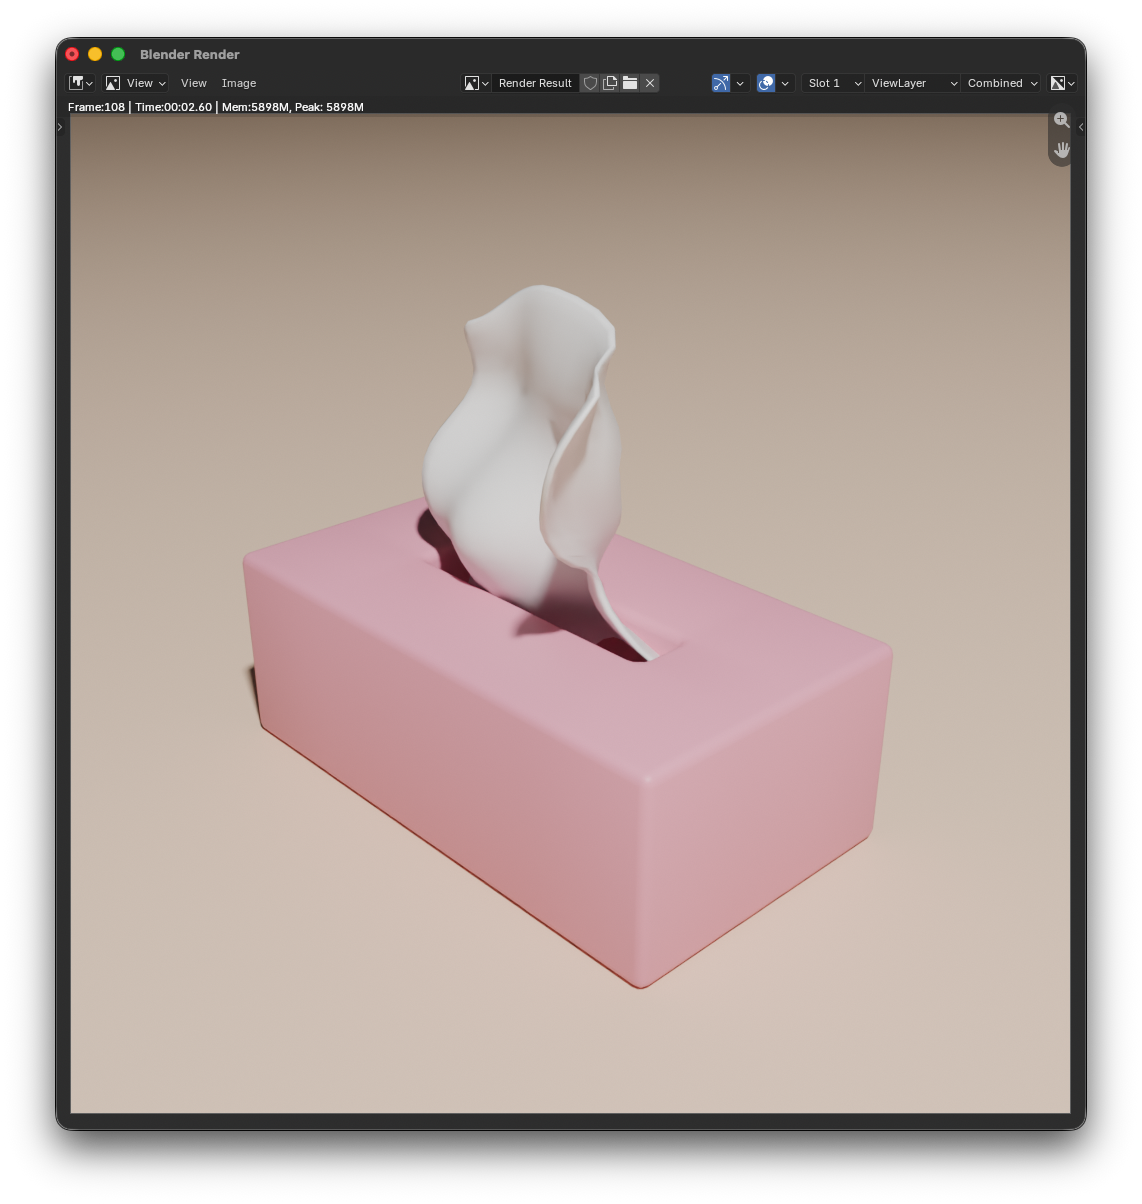 Blender Render
View View Image Render Result Slot 1 ViewLayer Combined
Frame:108 | Time:00:02.60 | Mem:5898M, Peak: 5898M